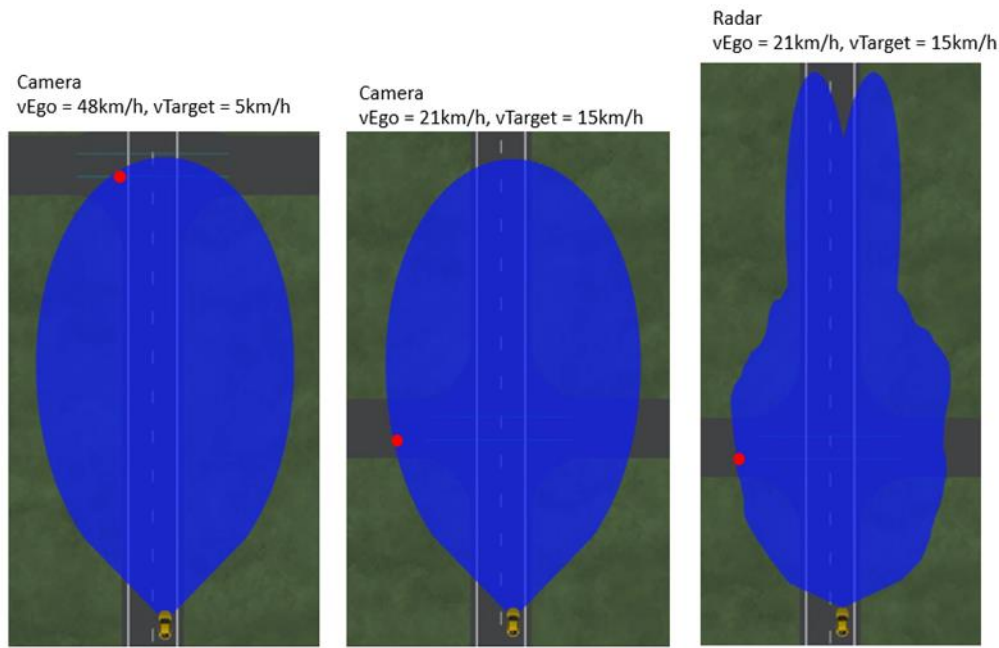 Camera
vEgo = 48km/h, vTarget = 5km/h
Camera
vEgo = 21km/h, vTarget = 15km/h
Radar
vEgo = 21km/h, vTarget = 15km/h